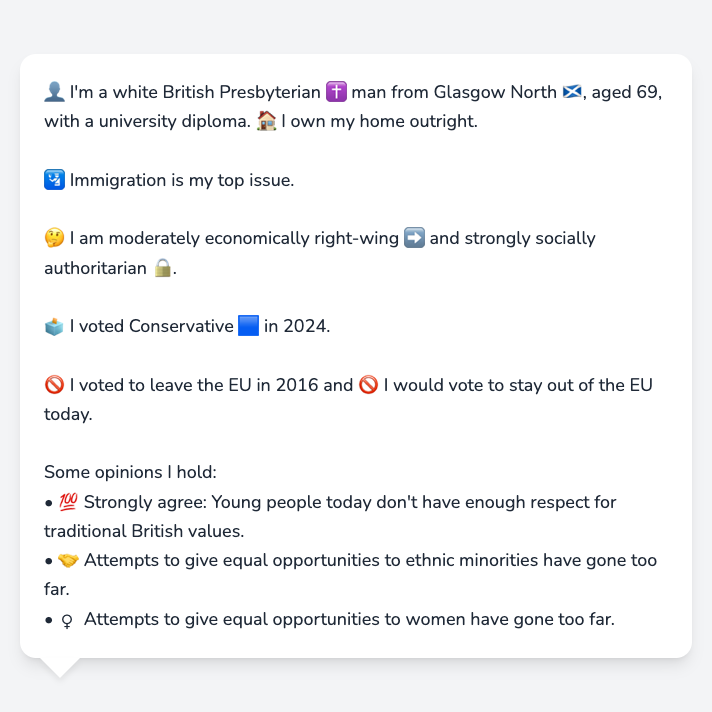 👤 I'm a white British Presbyterian ✝️ man from Glasgow North 🏴󠁧󠁢󠁳󠁣󠁴󠁿, aged 69,
with a university diploma. 🏠 I own my home outright.
🛂 Immigration is my top issue.
🤔 I am moderately economically right-wing ➡️ and strongly socially
authoritarian 🔒.
🗳️ I voted Conservative 🟦 in 2024.
🚫 I voted to leave the EU in 2016 and 🚫 I would vote to stay out of the EU
today.
Some opinions I hold:
• 💯 Strongly agree: Young people today don't have enough respect for
traditional British values.
• 🤝 Attempts to give equal opportunities to ethnic minorities have gone too
far.
• ♀ Attempts to give equal opportunities to women have gone too far.